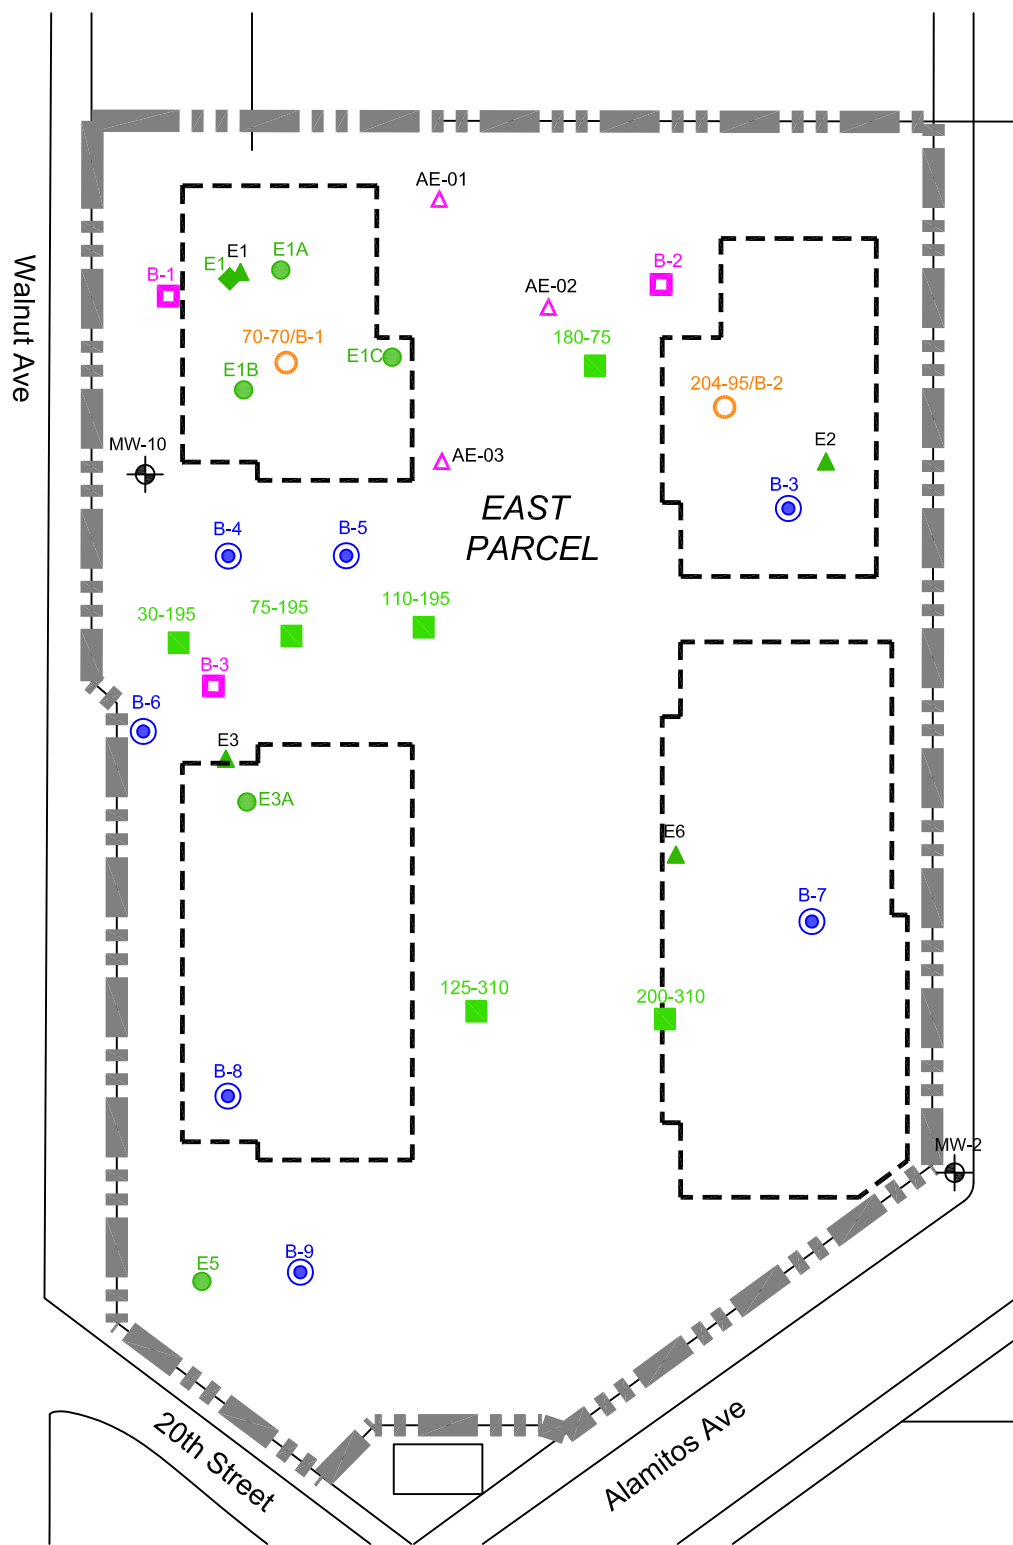 AE-01
E1A
E1
E1
B-1
B-2
Walnut Ave
AE-02
70-70/B-1
180-75
E1C
E1B
204-95/B-2
MW-10
AE-03
E2
B-3
EAST
PARCEL
B-4
B-5
30-195
75-195
110-195
B-3
B-6
E3
E3A
E6
B-7
125-310
200-310
B-8
MW-2
B-9
E5
20th Street
Alamitos Ave